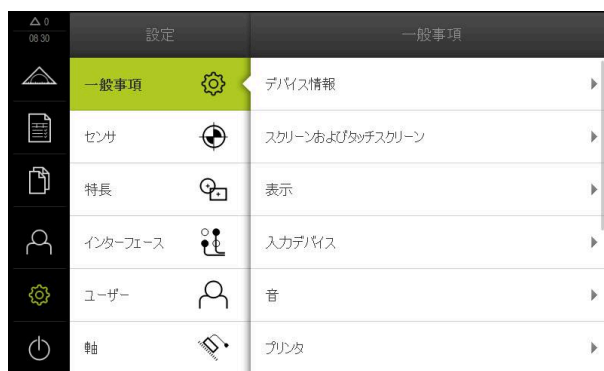 △ 0
08 30
設定
一般事項
一般事項
センサ
特長
インターフェース
ユーザー
軸
デバイス情報
スクリーンおよびタッチスクリーン
表示
入力デバイス
音
プリンタ